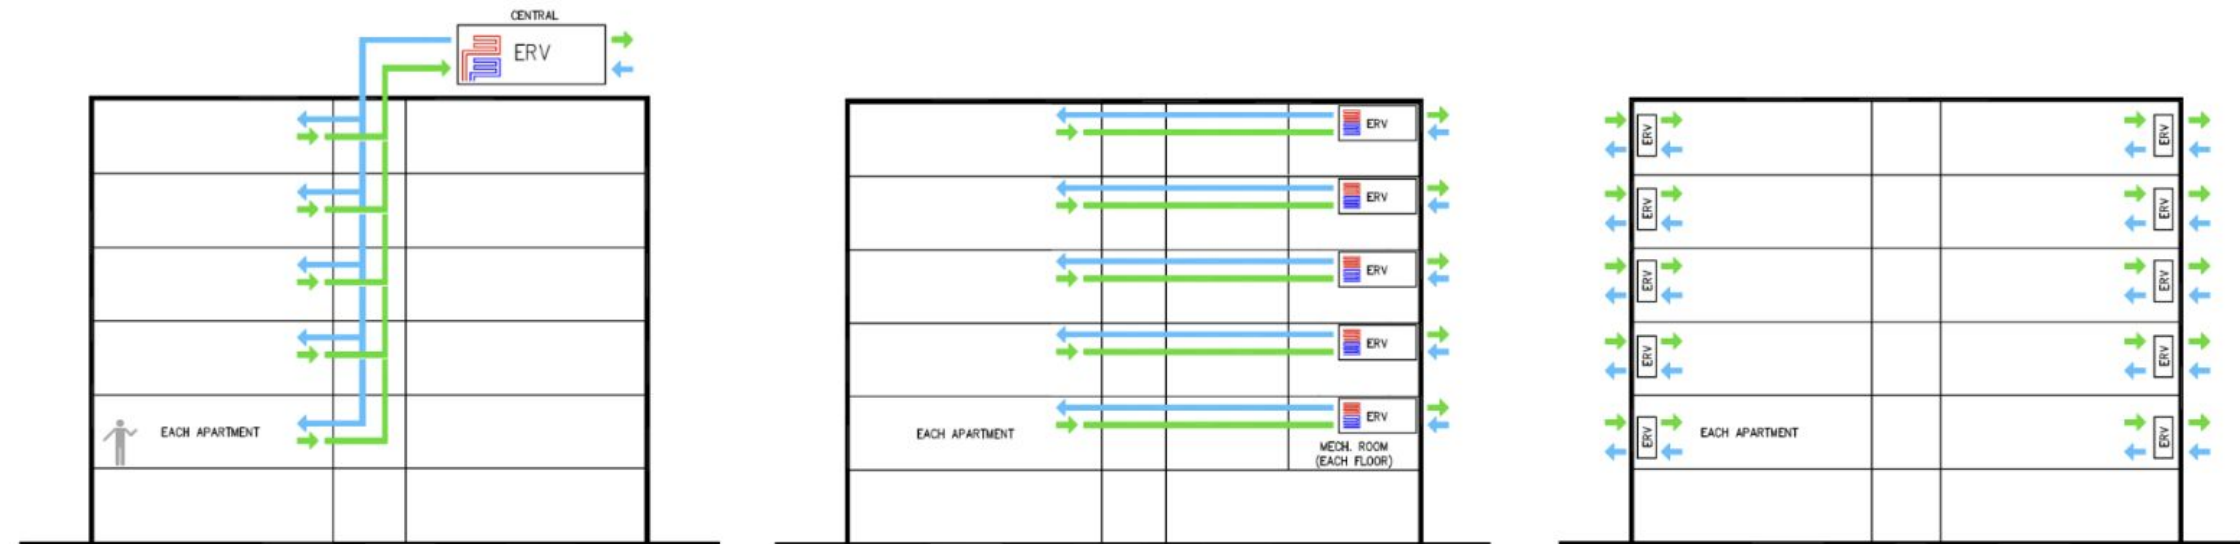 CENTRAL
ERV
EACH APARTMENT
ERV
ERV
ERV
ERV
ERV
EACH APARTMENT
MECH. ROOM
(EACH FLOOR)
ERV
ERV
ERV
ERV
ERV
ERV
ERV
ERV
ERV
EACH APARTMENT
ERV